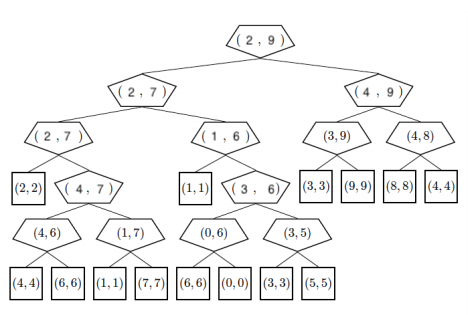 ( 2 , 9 )
( 2 , 7 ) ( 4 , 9 )
( 2 , 7 ) ( 1 , 6 ) (3, 9) (4, 8)
(2, 2) ( 4 , 7 ) (1, 1) ( 3 , 6) (3, 3) (9, 9) (8, 8) (4, 4)
(4, 6) (1, 7) (0, 6) (3, 5)
(4, 4) (6, 6) (1, 1) (7, 7) (6, 6) (0, 0) (3, 3) (5, 5)